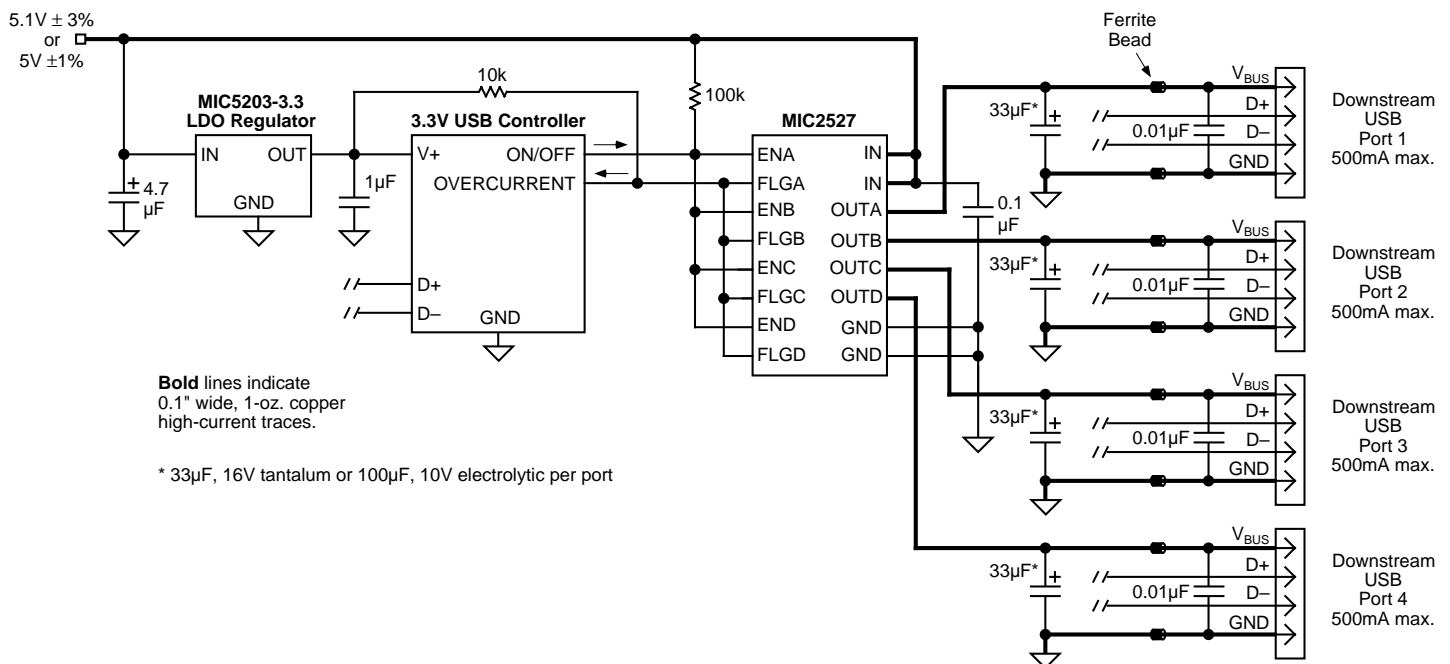 5.1V ± 3%
or
5V ±1%
MIC5203-3.3
LDO Regulator
IN
OUT
GND
4.7
µF
1µF
10k
3.3V USB Controller
V+
ON/OFF
OVERCURRENT
D+
D–
GND
100k
MIC2527
ENA
FLGA
ENB
FLGB
ENC
FLGC
END
FLGD
IN
IN
OUTA
OUTB
OUTC
OUTD
GND
GND
0.1
µF
Ferrite
Bead
33µF*
0.01µF
VBUS
D+
D–
GND
Downstream
USB
Port 1
500mA max.
33µF*
0.01µF
VBUS
D+
D–
GND
Downstream
USB
Port 2
500mA max.
33µF*
0.01µF
VBUS
D+
D–
GND
Downstream
USB
Port 3
500mA max.
33µF*
0.01µF
VBUS
D+
D–
GND
Downstream
USB
Port 4
500mA max.
Bold lines indicate
0.1" wide, 1-oz. copper
high-current traces.
* 33µF, 16V tantalum or 100µF, 10V electrolytic per port